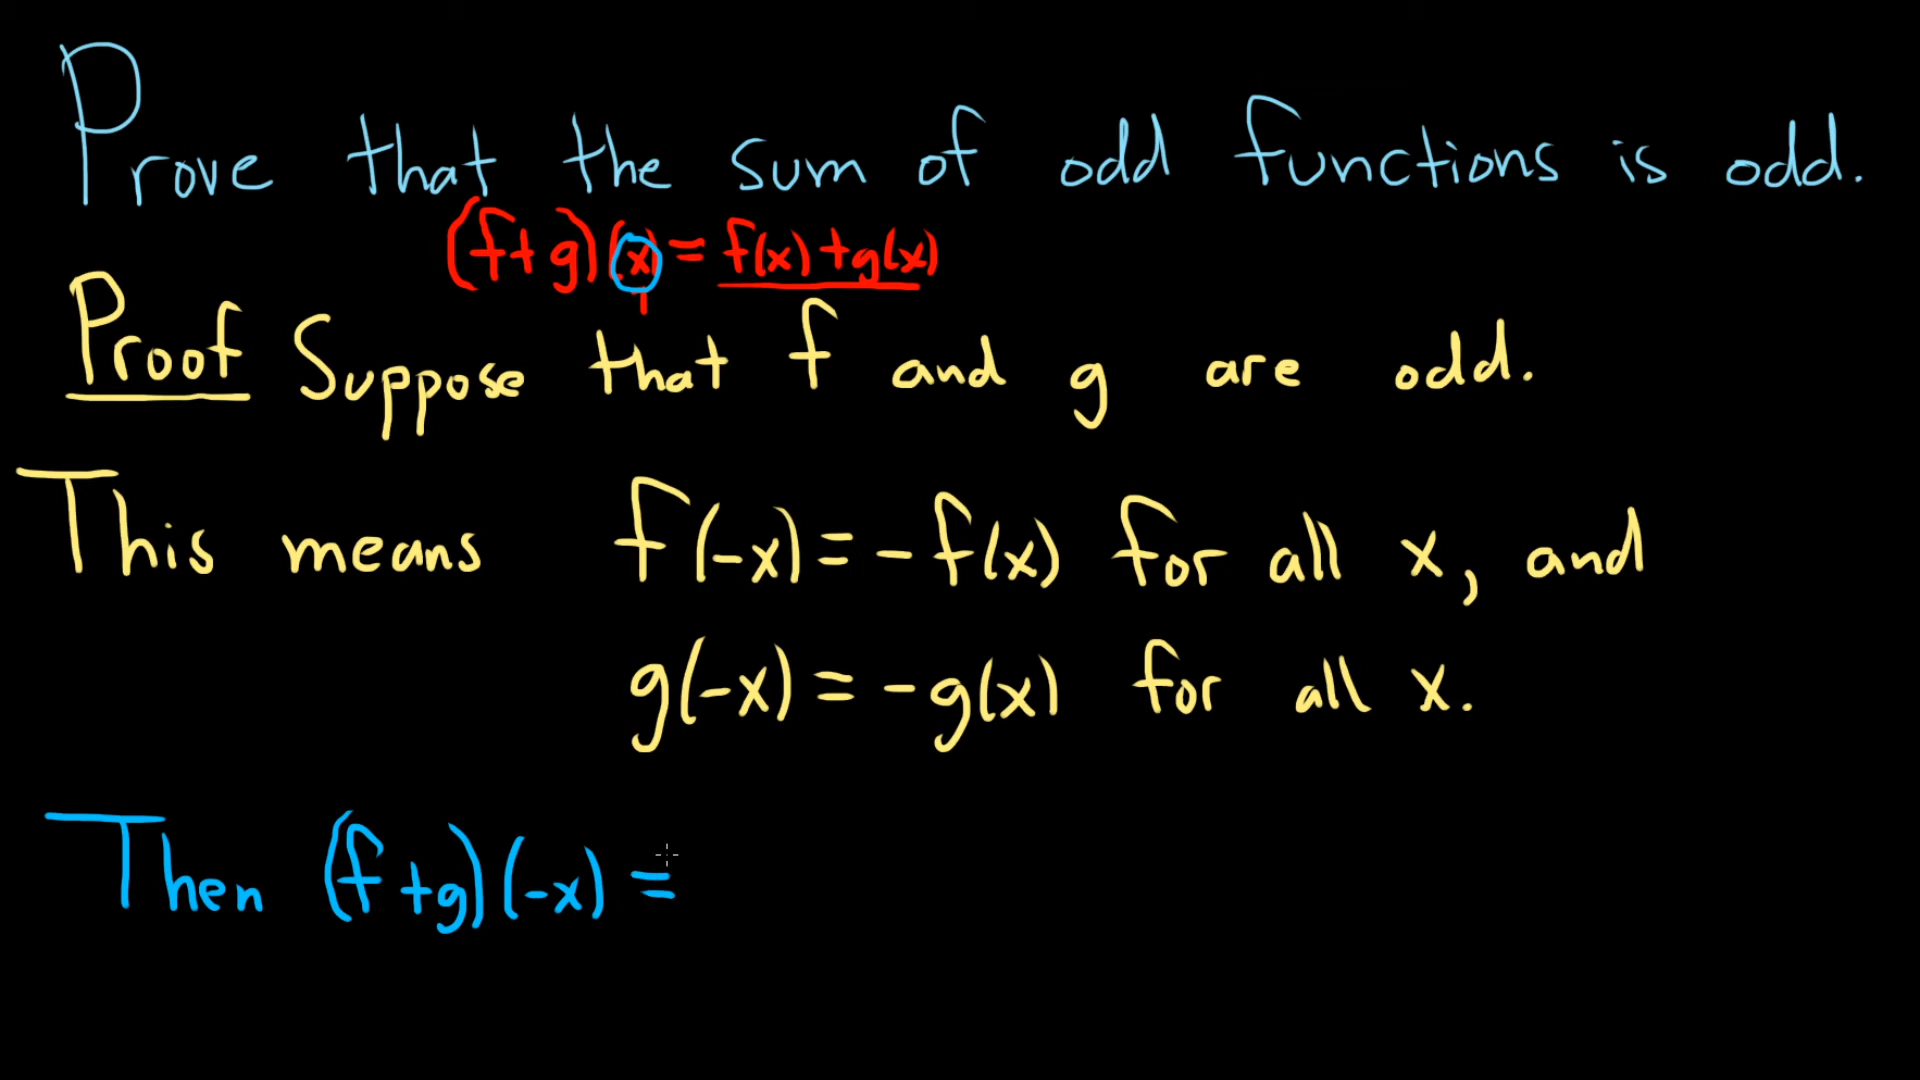 Prove that the sum of odd functions is odd.
(f+g)(x) = f(x)+g(x)
Proof Suppose that f and g are odd.
This means f(-x) = -f(x) for all x, and
g(-x) = -g(x) for all x.
Then (f+g)(-x) =